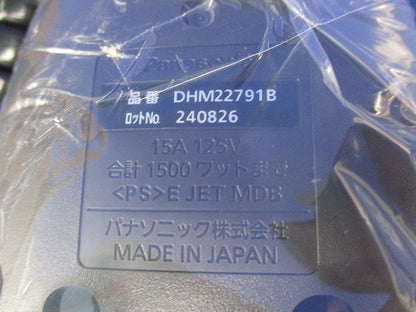 Panasonic
品番 DHM22791B
ロットNo. 240826
15A 125V
合計1500ワットまで
<PS>E JET MDB
パナソニック株式会社
MADE IN JAPAN